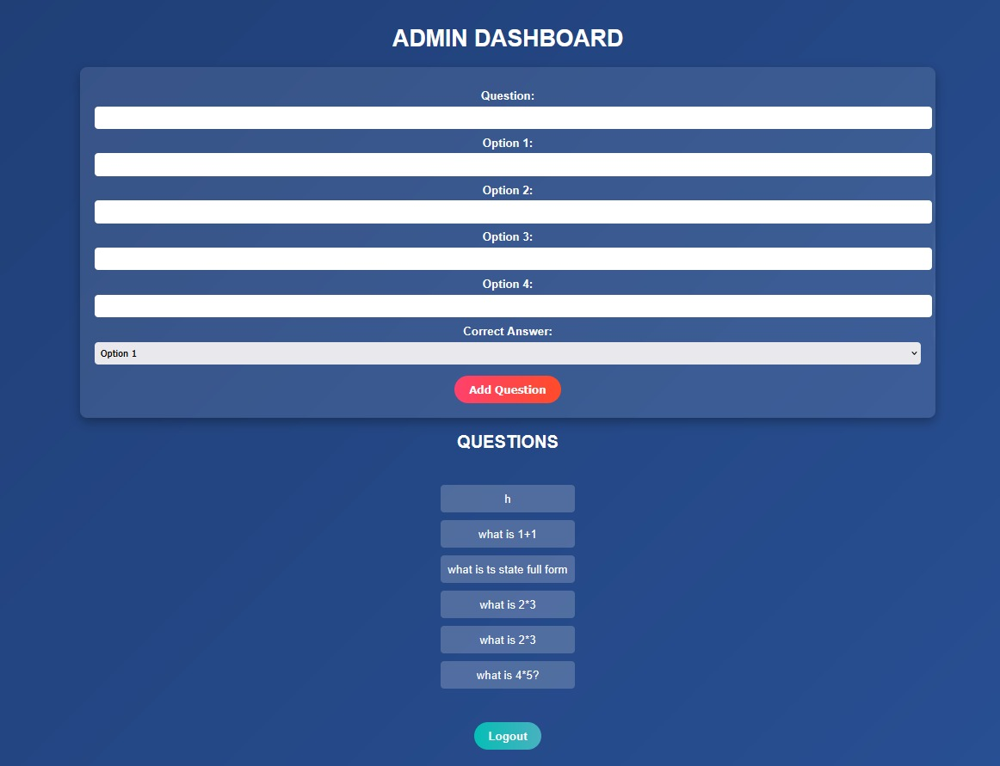 ADMIN DASHBOARD
Question:
Option 1:
Option 2:
Option 3:
Option 4:
Correct Answer:
Option 1
Add Question
QUESTIONS
h
what is 1+1
what is ts state full form
what is 2*3
what is 2*3
what is 4*5?
Logout